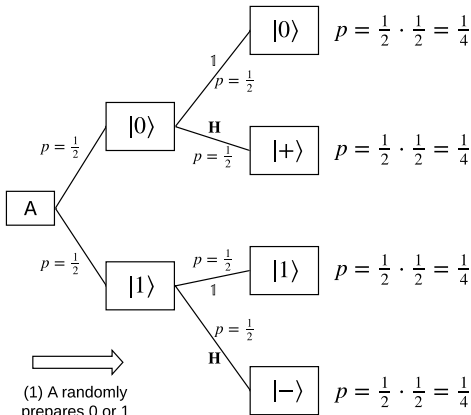 |0⟩ p = 1/2 · 1/2 = 1/4
𝟙
p = 1/2
|0⟩
H
p = 1/2
p = 1/2
|+⟩ p = 1/2 · 1/2 = 1/4
A
p = 1/2
p = 1/2
|1⟩ p = 1/2 · 1/2 = 1/4
|1⟩
𝟙
p = 1/2
H
(1) A randomly
|−⟩ p = 1/2 · 1/2 = 1/4
prepares 0 or 1